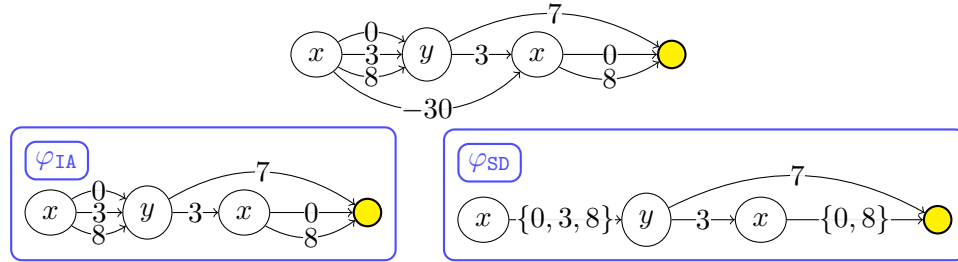 0 7
x 3 y 3 x 0
8 8
−30
φIA φSD
0 7 7
x 3 y 3 x 0 x {0, 3, 8} y 3 x {0, 8}
8 8